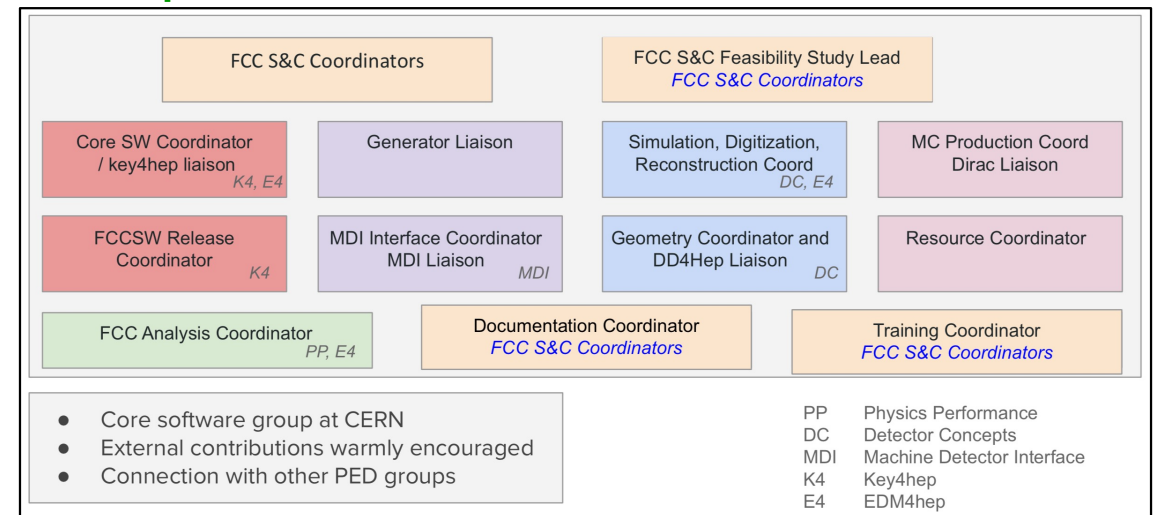 FCC S&C Coordinators
FCC S&C Feasibility Study Lead
FCC S&C Coordinators
Core SW Coordinator
/ key4hep liaison
K4, E4
Generator Liaison
Simulation, Digitization,
Reconstruction Coord
DC, E4
MC Production Coord
Dirac Liaison
FCCSW Release
Coordinator
K4
MDI Interface Coordinator
MDI Liaison
MDI
Geometry Coordinator and
DD4Hep Liaison
DC
Resource Coordinator
FCC Analysis Coordinator
PP, E4
Documentation Coordinator
FCC S&C Coordinators
Training Coordinator
FCC S&C Coordinators
● Core software group at CERN
● External contributions warmly encouraged
● Connection with other PED groups
PP Physics Performance
DC Detector Concepts
MDI Machine Detector Interface
K4 Key4hep
E4 EDM4hep